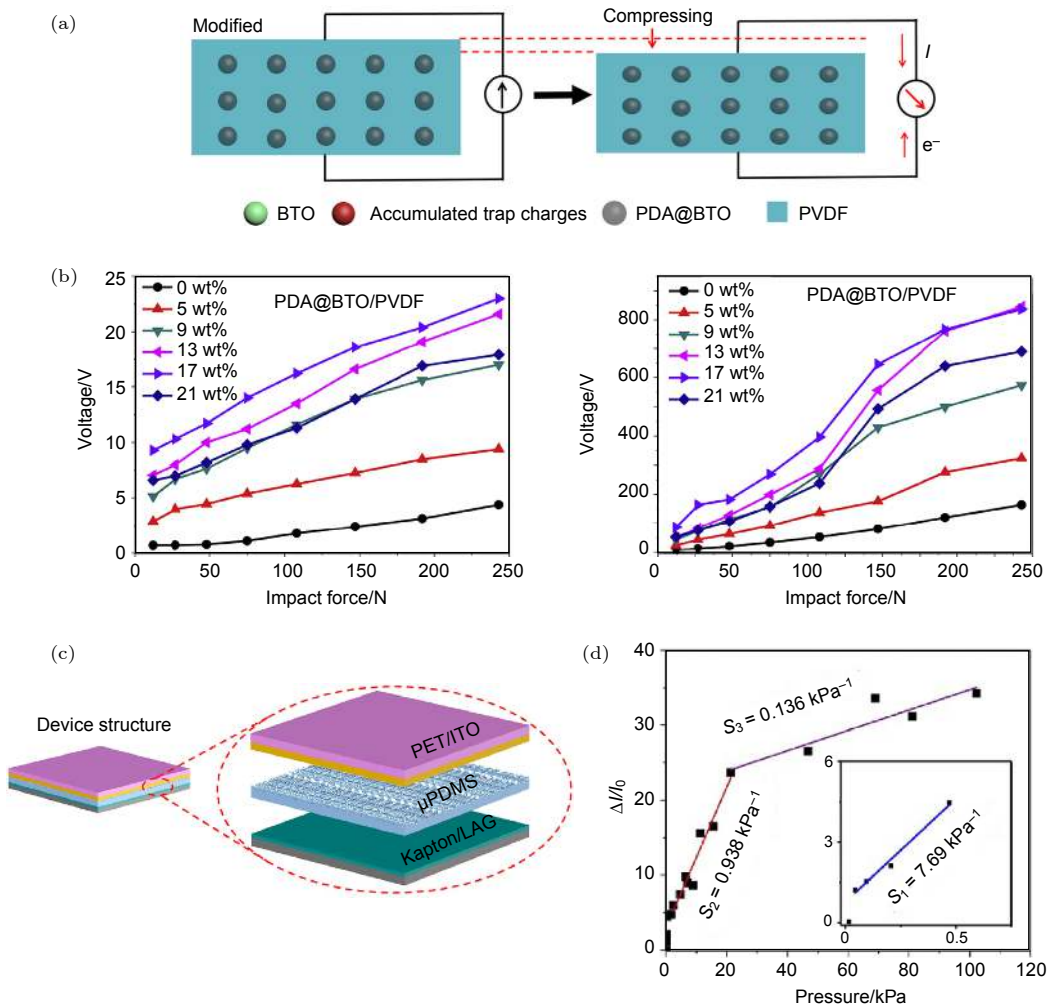 (a)
Modified
Compressing
I
e⁻
BTO
Accumulated trap charges
PDA@BTO
PVDF
(b)
25
20
15
10
5
0
Voltage/V
0 wt%
5 wt%
9 wt%
13 wt%
17 wt%
21 wt%
PDA@BTO/PVDF
0 50 100 150 200 250
Impact force/N
800
600
400
200
0
Voltage/V
0 wt%
5 wt%
9 wt%
13 wt%
17 wt%
21 wt%
PDA@BTO/PVDF
0 50 100 150 200 250
Impact force/N
(c)
Device structure
PET/ITO
μPDMS
Kapton/LAG
(d)
40
30
20
10
0
ΔI/I₀
S₃ = 0.136 kPa⁻¹
S₂ = 0.938 kPa⁻¹
6
3
0
S₁ = 7.69 kPa⁻¹
0 0.5
0 20 40 60 80 100 120
Pressure/kPa